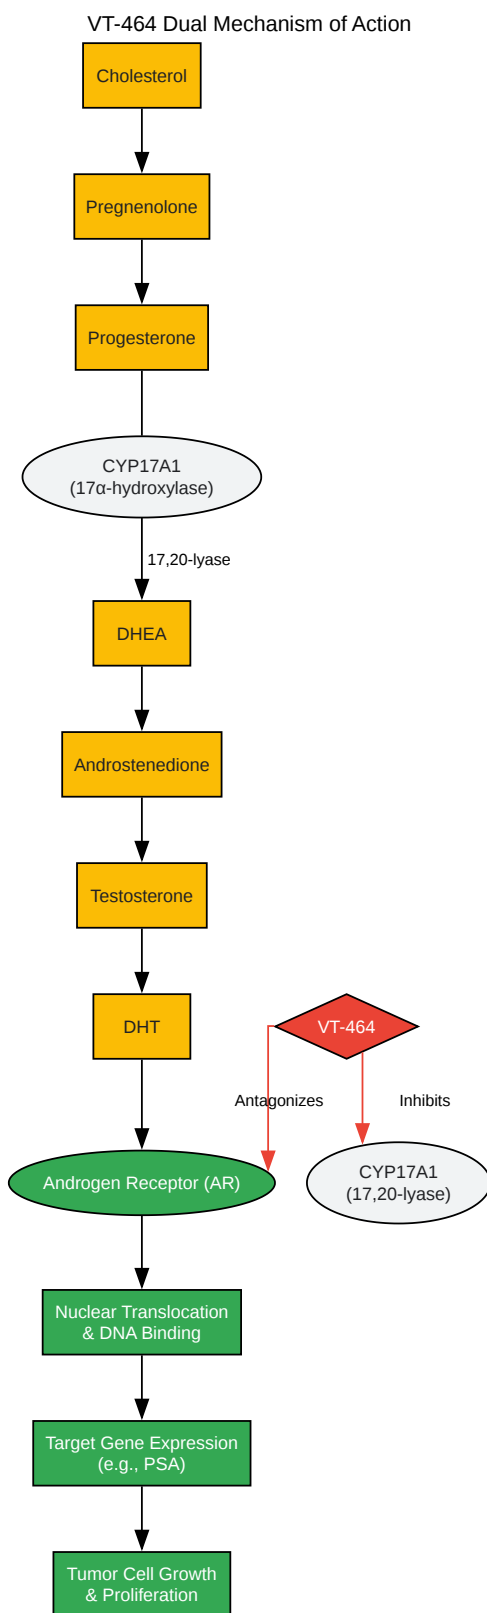 VT-464 Dual Mechanism of Action
Cholesterol
Pregnenolone
Progesterone
CYP17A1
(17α-hydroxylase)
17,20-lyase
DHEA
Androstenedione
Testosterone
DHT
VT-464
Antagonizes
Inhibits
Androgen Receptor (AR)
CYP17A1
(17,20-lyase)
Nuclear Translocation
& DNA Binding
Target Gene Expression
(e.g., PSA)
Tumor Cell Growth
& Proliferation